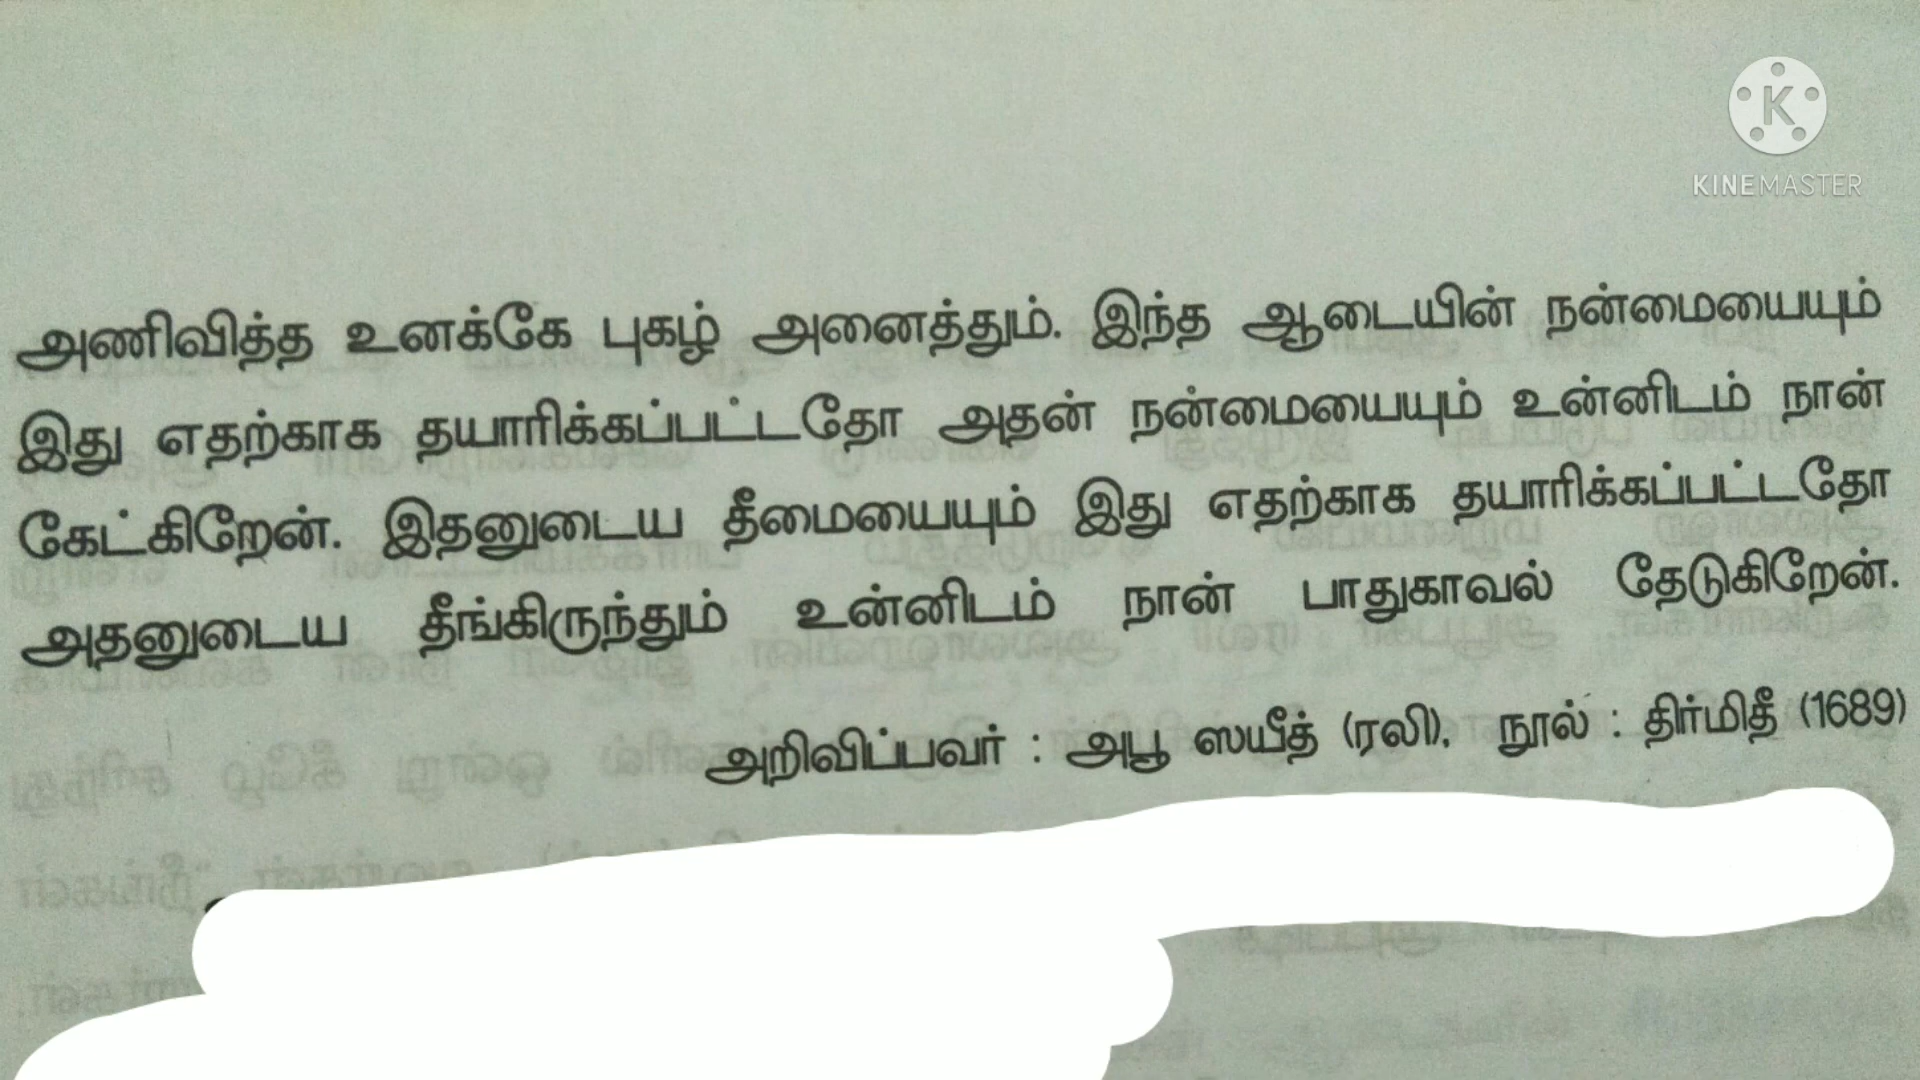 KINEMASTER
அணிவித்த உனக்கே புகழ் அனைத்தும். இந்த ஆடையின் நன்மையையும்
இது எதற்காக தயாரிக்கப்பட்டதோ அதன் நன்மையையும் உன்னிடம் நான்
கேட்கிறேன். இதனுடைய தீமையையும் இது எதற்காக தயாரிக்கப்பட்டதோ
அதனுடைய தீங்கிருந்தும் உன்னிடம் நான் பாதுகாவல் தேடுகிறேன்.
அறிவிப்பவர் : அபூ ஸயீத் (ரலி), நூல் : திர்மிதீ (1689)